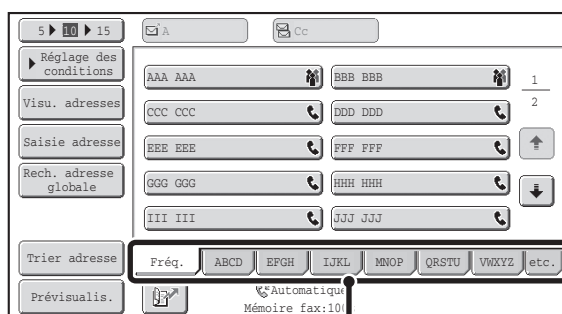 5 10 15
A
Cc
Réglage des
conditions
Visu. adresses
Saisie adresse
Rech. adresse
globale
Trier adresse
Prévisualis.
AAA AAA
BBB BBB
CCC CCC
DDD DDD
EEE EEE
FFF FFF
GGG GGG
HHH HHH
III III
JJJ JJJ
1
2
Fréq. ABCD EFGH IJKL MNOP QRSTU VWXYZ etc.
Automatique
Mémoire fax:10